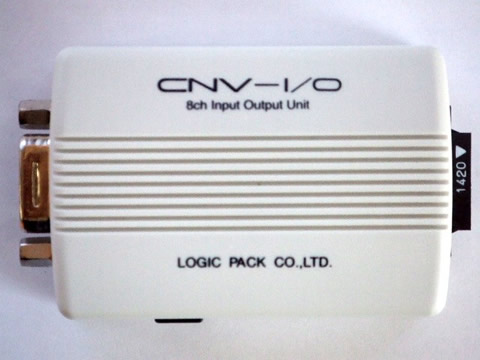 CNV-I/O
8ch Input Output Unit
1420▼
LOGIC PACK CO.,LTD.